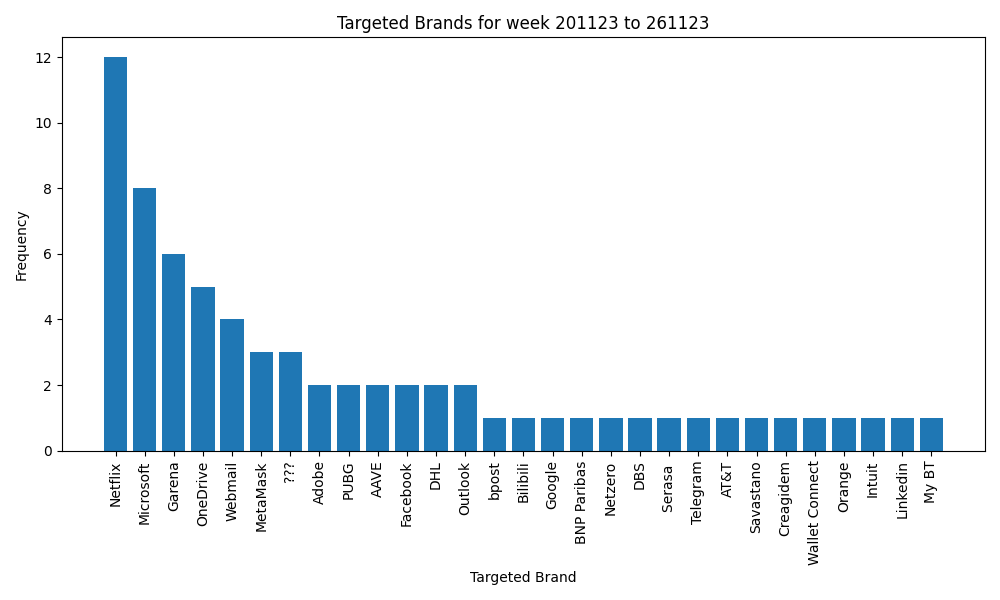 Targeted Brands for week 201123 to 261123
Frequency
12
10
8
6
4
2
0
Netflix
Microsoft
Garena
OneDrive
Webmail
MetaMask
???
Adobe
PUBG
AAVE
Facebook
DHL
Outlook
bpost
Bilibili
Google
BNP Paribas
Netzero
DBS
Serasa
Telegram
AT&T
Savastano
Creagidem
Wallet Connect
Orange
Intuit
Linkedin
My BT
Targeted Brand